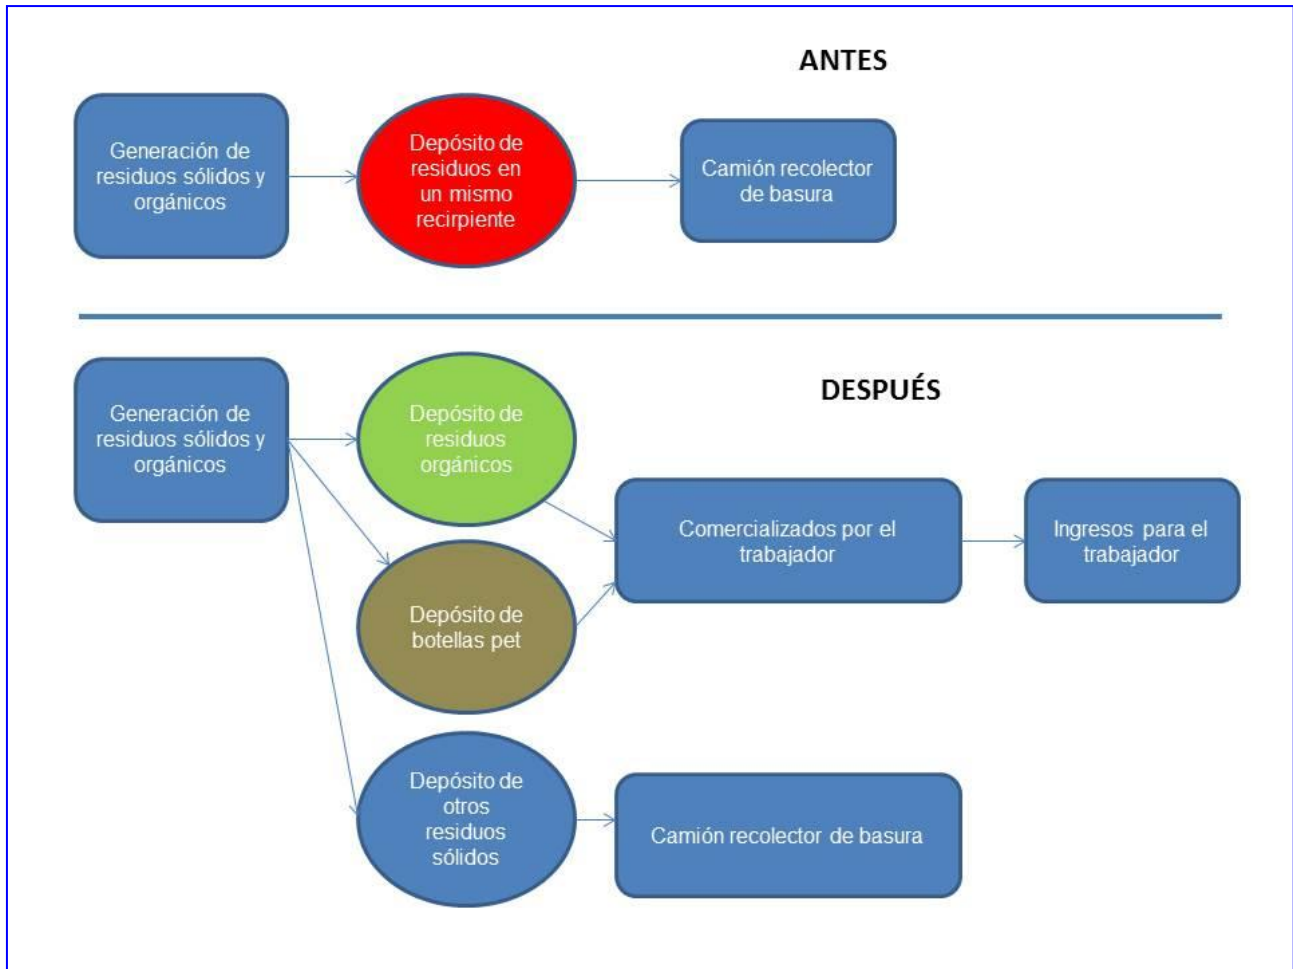 ANTES
Generación de
residuos sólidos y
orgánicos
Depósito de
residuos en
un mismo
recirpiente
Camión recolector
de basura
DESPUÉS
Generación de
residuos sólidos y
orgánicos
Depósito de
residuos
orgánicos
Comercializados por el
trabajador
Ingresos para el
trabajador
Depósito de
botellas pet
Depósito de
otros
residuos
sólidos
Camión recolector de basura